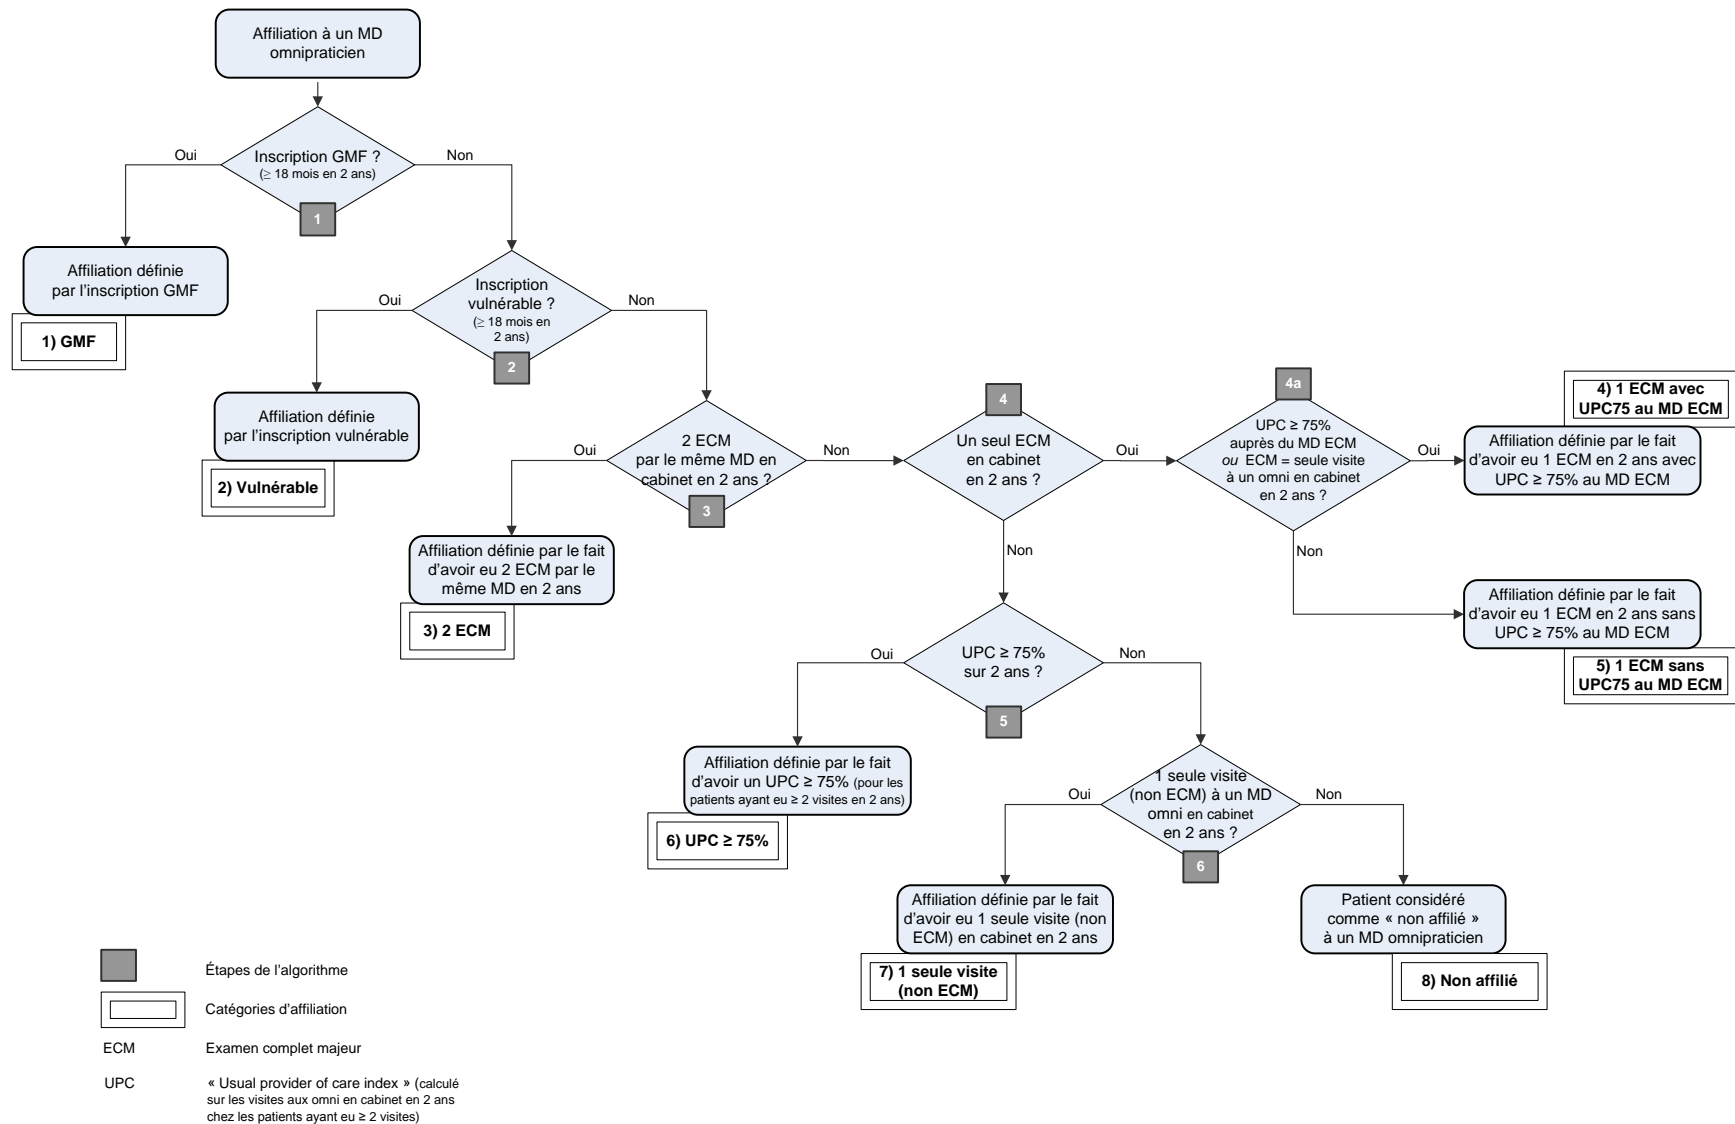 Affiliation à un MD
omnipraticien
Inscription GMF ?
(≥ 18 mois en 2 ans)
Oui
Non
1
Affiliation définie
par l'inscription GMF
1) GMF
Inscription
vulnérable ?
(≥ 18 mois en
2 ans)
Oui
Non
2
Affiliation définie
par l'inscription vulnérable
2) Vulnérable
2 ECM
par le même MD en
cabinet en 2 ans ?
Oui
Non
3
Affiliation définie par le fait
d'avoir eu 2 ECM par le
même MD en 2 ans
3) 2 ECM
4
Un seul ECM
en cabinet
en 2 ans ?
Oui
Non
4a
UPC ≥ 75%
auprès du MD ECM
ou ECM = seule visite
à un omni en cabinet
en 2 ans ?
Oui
Non
4) 1 ECM avec
UPC75 au MD ECM
Affiliation définie par le fait
d'avoir eu 1 ECM en 2 ans avec
UPC ≥ 75% au MD ECM
Affiliation définie par le fait
d'avoir eu 1 ECM en 2 ans sans
UPC ≥ 75% au MD ECM
5) 1 ECM sans
UPC75 au MD ECM
UPC ≥ 75%
sur 2 ans ?
Oui
Non
5
Affiliation définie par le fait
d'avoir un UPC ≥ 75% (pour les
patients ayant eu ≥ 2 visites en 2 ans)
6) UPC ≥ 75%
1 seule visite
(non ECM) à un MD
omni en cabinet
en 2 ans ?
Oui
Non
6
Affiliation définie par le fait
d'avoir eu 1 seule visite (non
ECM) en cabinet en 2 ans
7) 1 seule visite
(non ECM)
Patient considéré
comme « non affilié »
à un MD omnipraticien
8) Non affilié
Étapes de l'algorithme
Catégories d'affiliation
ECM Examen complet majeur
UPC « Usual provider of care index » (calculé
sur les visites aux omni en cabinet en 2 ans
chez les patients ayant eu ≥ 2 visites)